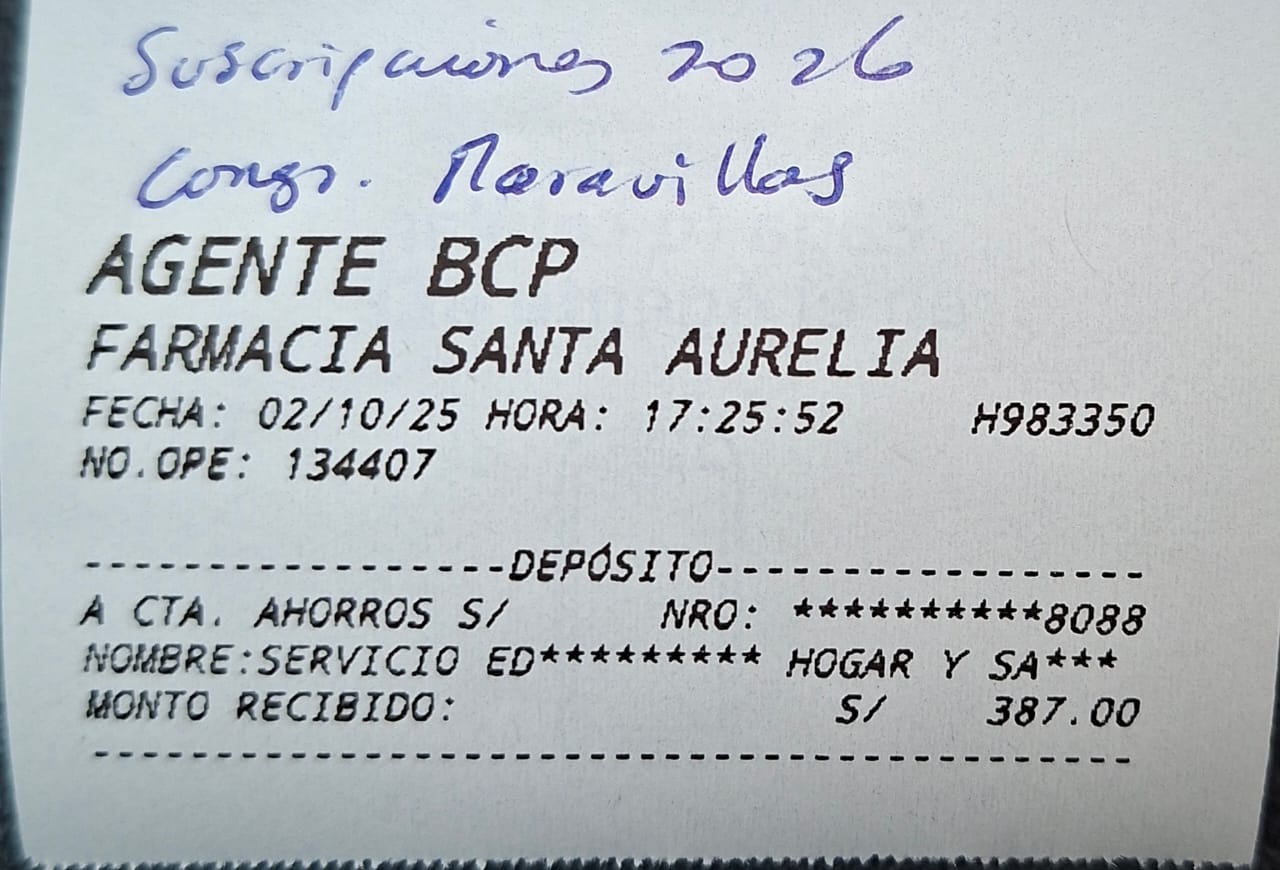 Suscripciones 2026
Congr. Maravillas
AGENTE BCP
FARMACIA SANTA AURELIA
FECHA: 02/10/25 HORA: 17:25:52 H983350
NO.OPE: 134407
-----------------DEPÓSITO-----------------
A CTA. AHORROS S/ NRO: **********8088
NOMBRE:SERVICIO ED********* HOGAR Y SA***
MONTO RECIBIDO: S/ 387.00
------------------------------------------